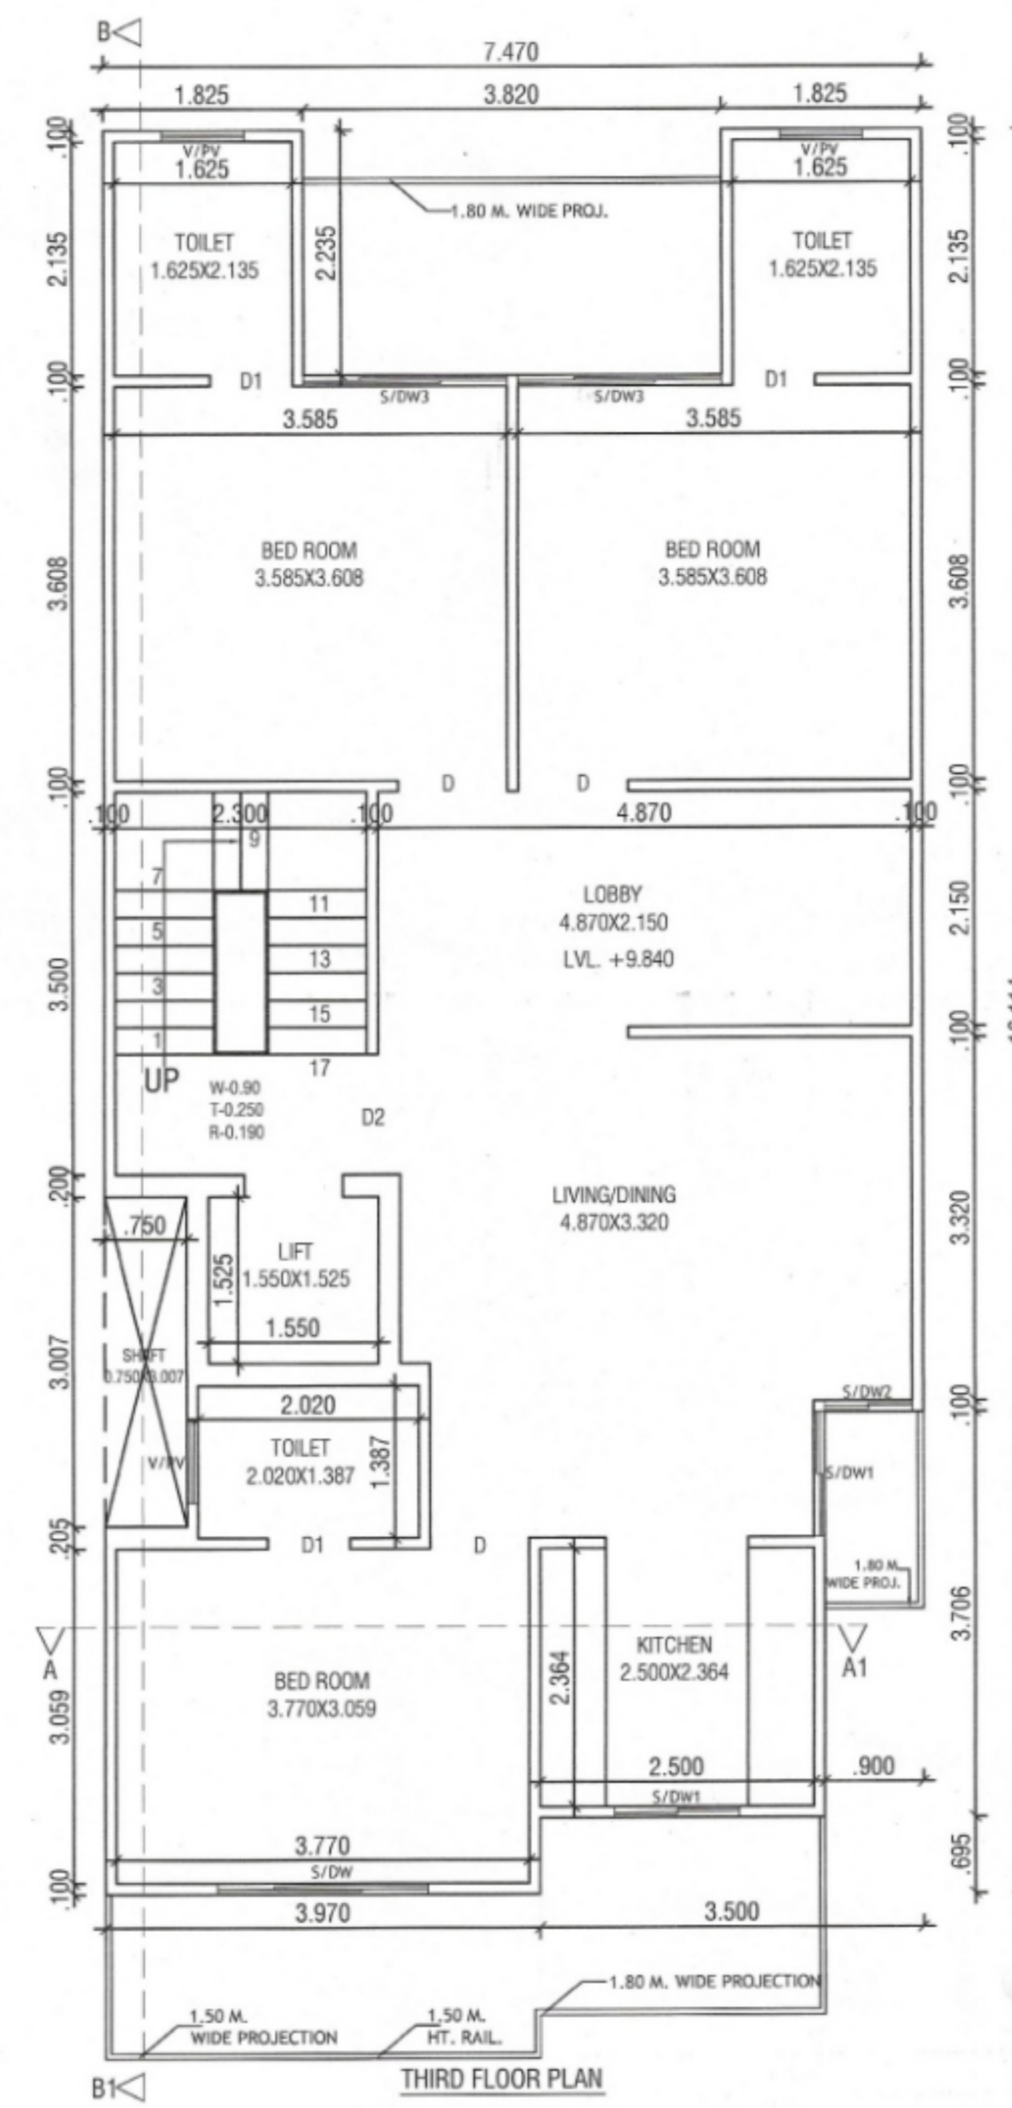 B
7.470
1.825
3.820
1.825
.100
.100
V/PV
1.625
V/PV
1.625
1.80 M. WIDE PROJ.
TOILET
1.625X2.135
TOILET
1.625X2.135
2.135
2.235
2.135
.100
D1
S/DW3
S/DW3
D1
.100
3.585
3.585
BED ROOM
3.585X3.608
BED ROOM
3.585X3.608
3.608
3.608
.100
D
D
.100
.100
2.300
.100
4.870
.100
9
7
5
3
1
11
13
15
17
LOBBY
4.870X2.150
LVL. +9.840
2.150
3.500
.100
UP
W-0.90
T-0.250
R-0.190
D2
.200
.750
LIVING/DINING
4.870X3.320
3.320
LIFT
1.550X1.525
1.525
1.550
SHAFT
0.750X3.007
3.007
2.020
TOILET
2.020X1.387
1.387
V/PV
S/DW2
.100
S/DW1
.205
D1
D
1.80 M.
WIDE PROJ.
3.706
A
A1
KITCHEN
2.500X2.364
2.364
BED ROOM
3.770X3.059
3.059
2.500
.900
S/DW1
3.770
S/DW
.695
.100
3.970
3.500
1.80 M. WIDE PROJECTION
1.50 M.
WIDE PROJECTION
1.50 M.
HT. RAIL.
THIRD FLOOR PLAN
B1